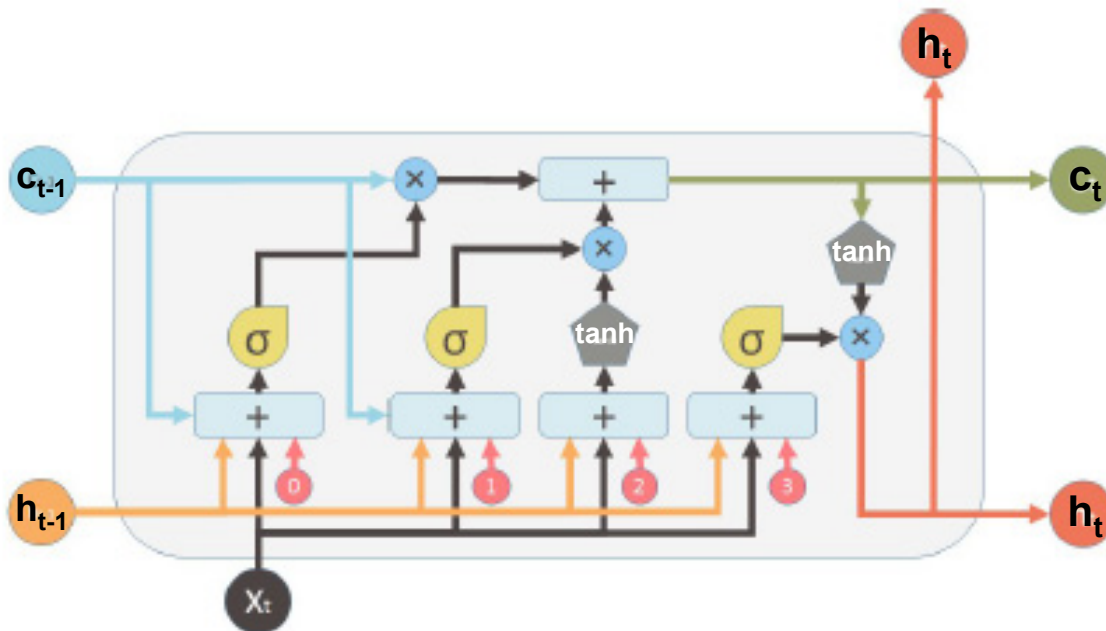 hₜ
cₜ₋₁
×
+
cₜ
×
tanh
σ
σ
tanh
σ
×
+
+
+
+
0
1
2
3
hₜ₋₁
hₜ
Xₜ